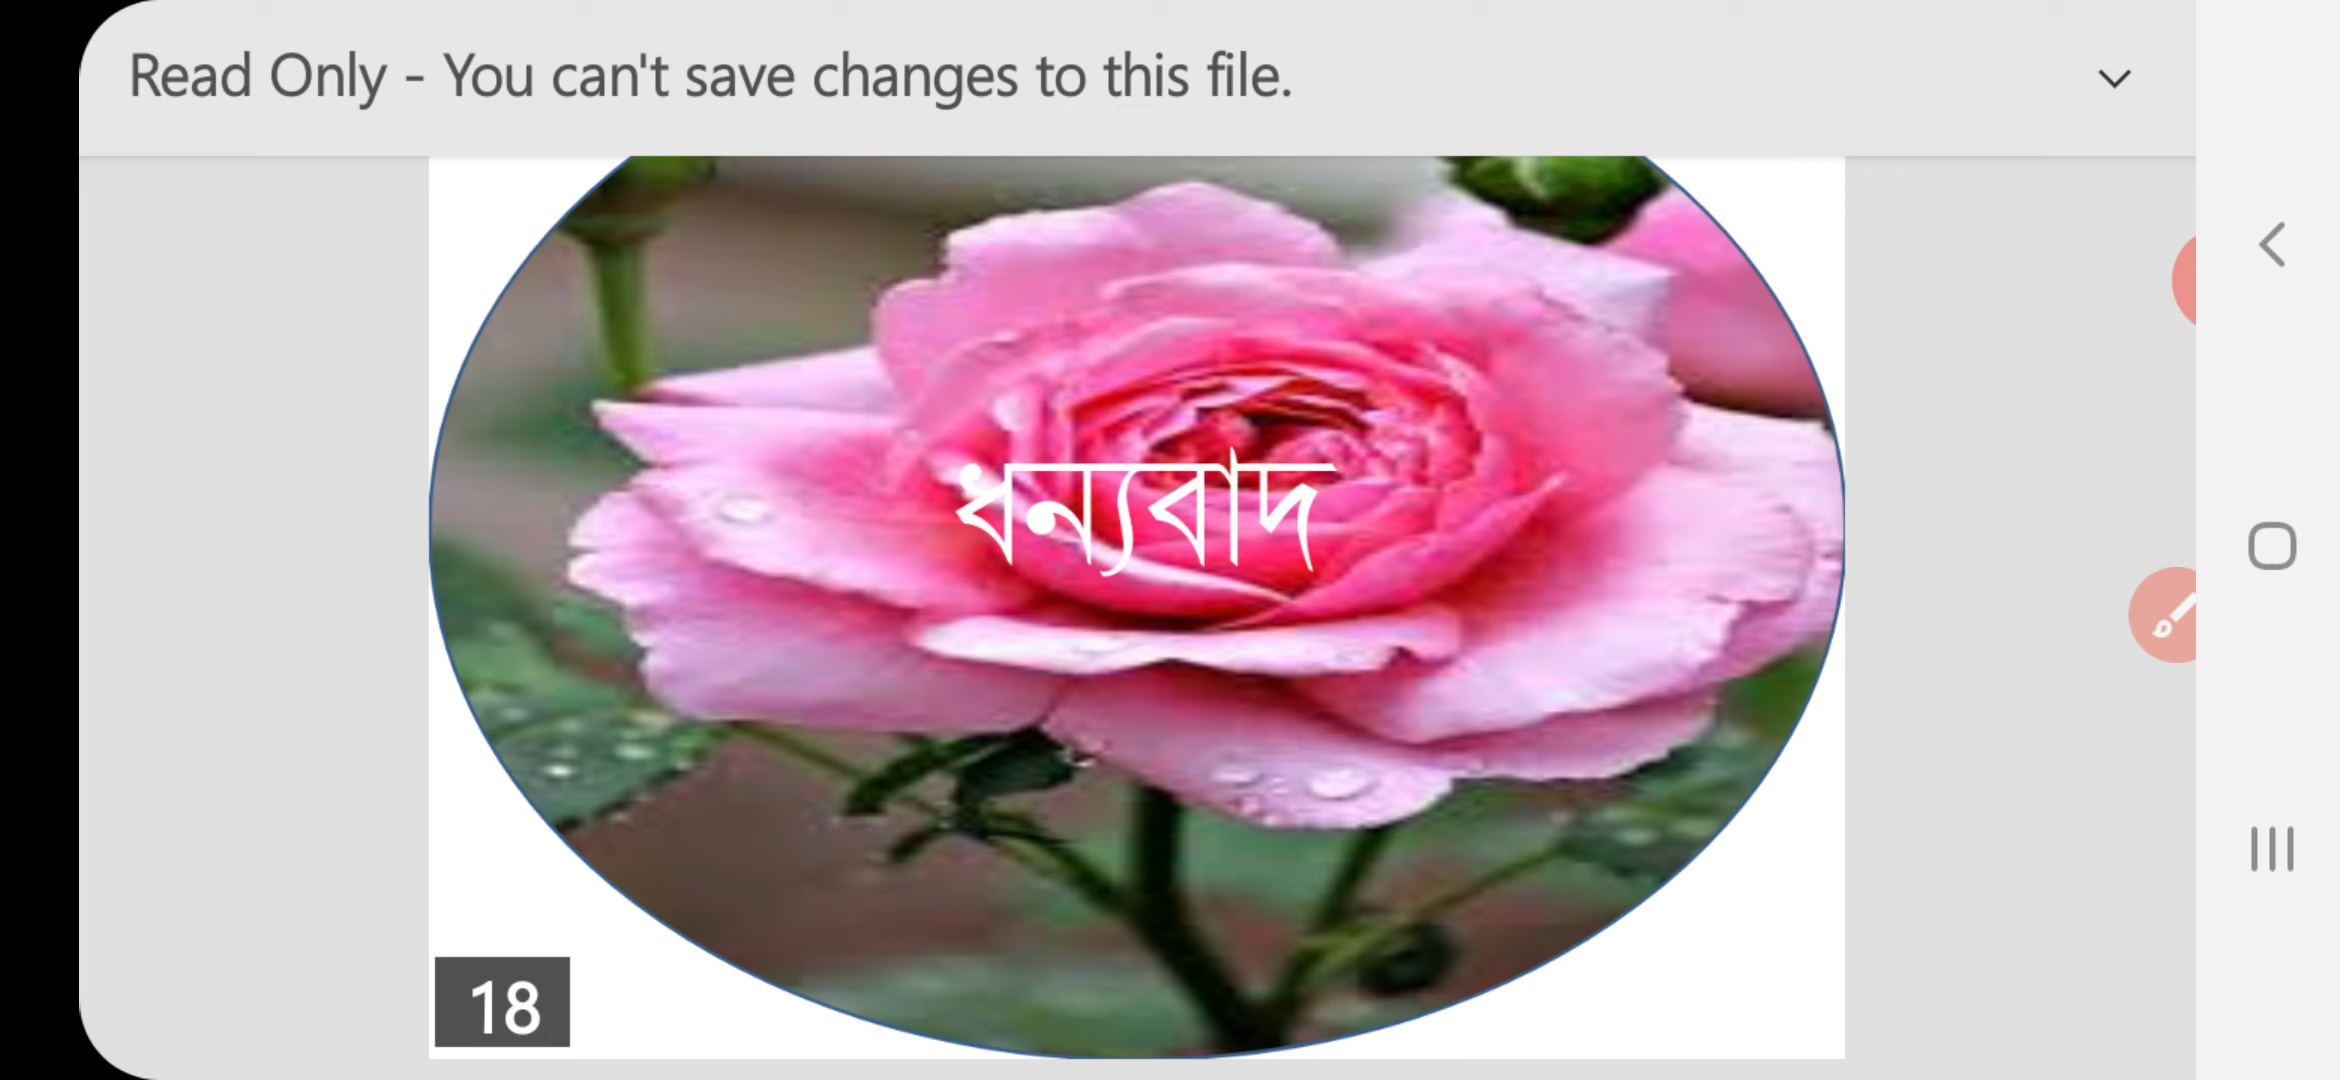 Read Only - You can't save changes to this file.
ধন্যবাদ
18